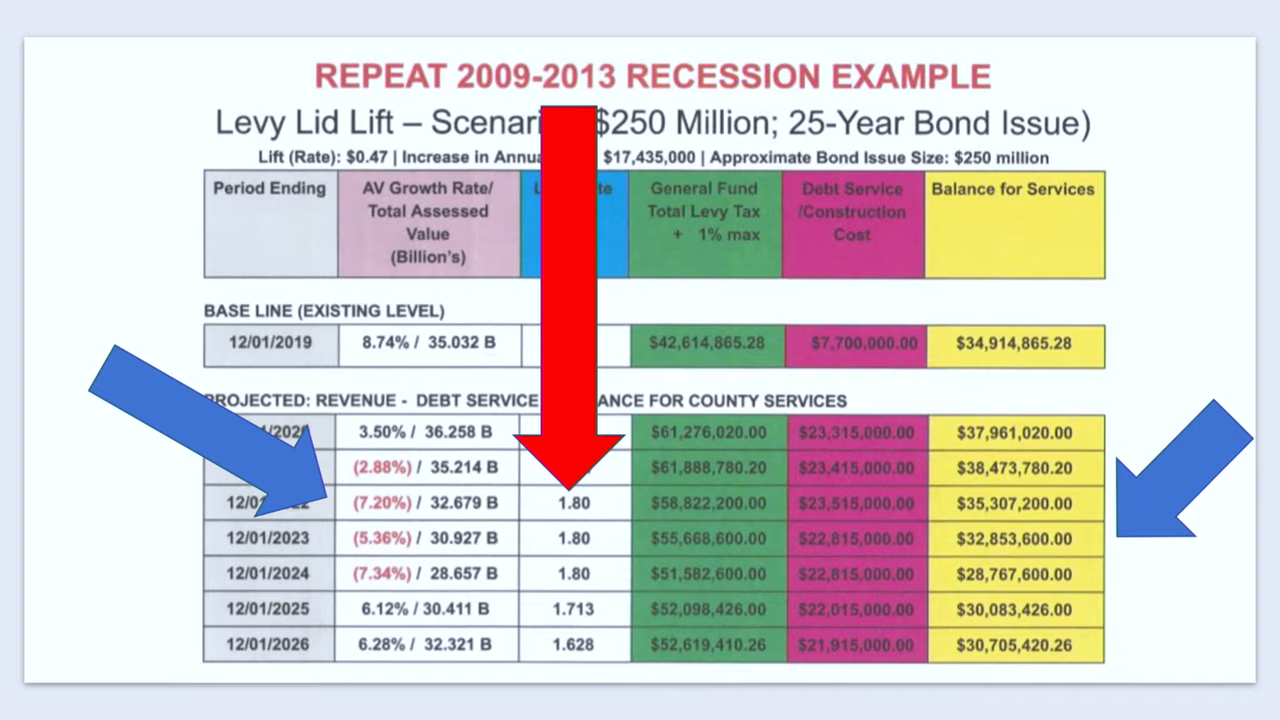 REPEAT 2009-2013 RECESSION EXAMPLE
Levy Lid Lift – $250 Million; 25-Year Bond Issue)
Lift (Rate): $0.47 | Increase in $17,435,000 | Approximate Bond Issue Size: $250 million
Period Ending
AV Growth Rate/
Total Assessed
Value
(Billion's)
General Fund
Total Levy Tax
+ 1% max
Debt Service
/Construction
Cost
Balance for Services
BASE LINE (EXISTING LEVEL)
12/01/2019 8.74% / 35.032 B $42,614,865.28 $7,700,000.00 $34,914,865.28
PROJECTED: REVENUE - DEBT SERVICE FOR COUNTY SERVICES
3.50% / 36.258 B $61,276,020.00 $23,315,000.00 $37,961,020.00
(2.88%) / 35.214 B $61,888,780.20 $23,415,000.00 $38,473,780.20
(7.20%) / 32.679 B 1.80 $58,822,200.00 $23,515,000.00 $35,307,200.00
12/01/2023 (5.36%) / 30.927 B 1.80 $55,668,600.00 $22,815,000.00 $32,853,600.00
12/01/2024 (7.34%) / 28.657 B 1.80 $51,582,600.00 $22,815,000.00 $28,767,600.00
12/01/2025 6.12% / 30.411 B 1.713 $52,098,426.00 $22,015,000.00 $30,083,426.00
12/01/2026 6.28% / 32.321 B 1.628 $52,619,410.26 $21,915,000.00 $30,705,420.26